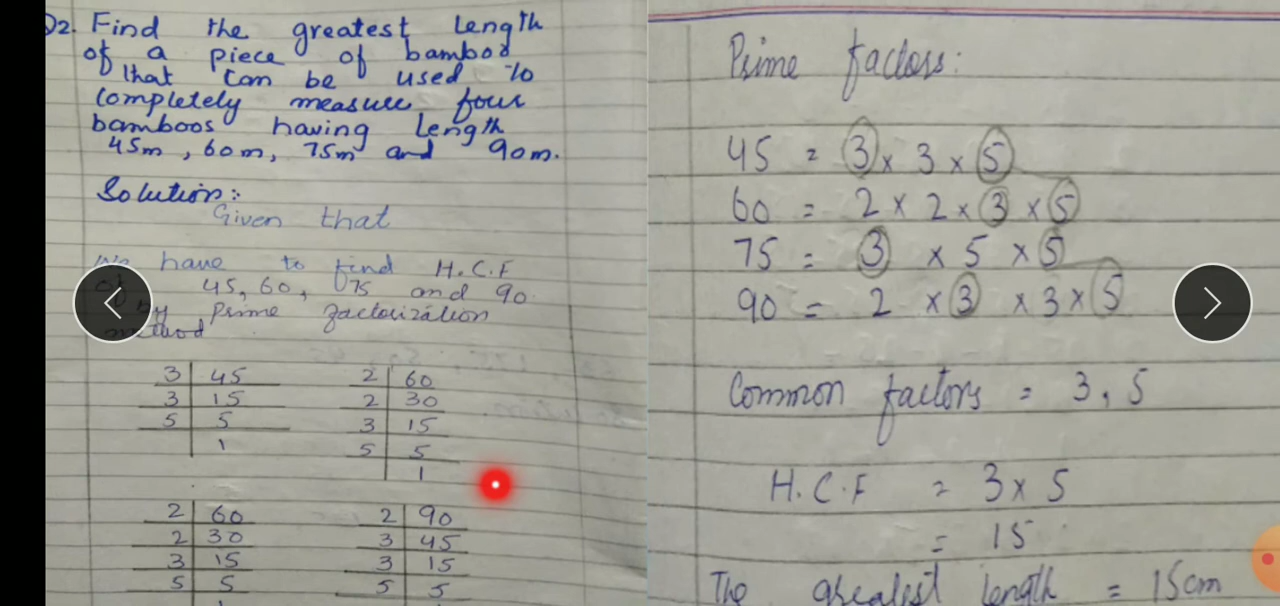 Q2. Find the greatest length
of a piece of bamboo
that can be used to
completely measure four
bamboos having length
45m, 60m, 75m and 90m.
Solution:
Given that
We have to find H.C.F
of 45, 60, 75 and 90
by Prime factorization
method
3 | 45
3 | 15
5 | 5
1
2 | 60
2 | 30
3 | 15
5 | 5
1
2 | 60
2 | 30
3 | 15
5 | 5
2 | 90
3 | 45
3 | 15
5 | 5
Prime factors:
45 = 3 x 3 x 5
60 = 2 x 2 x 3 x 5
75 = 3 x 5 x 5
90 = 2 x 3 x 3 x 5
Common factors = 3, 5
H.C.F = 3 x 5
= 15
The greatest length = 15cm